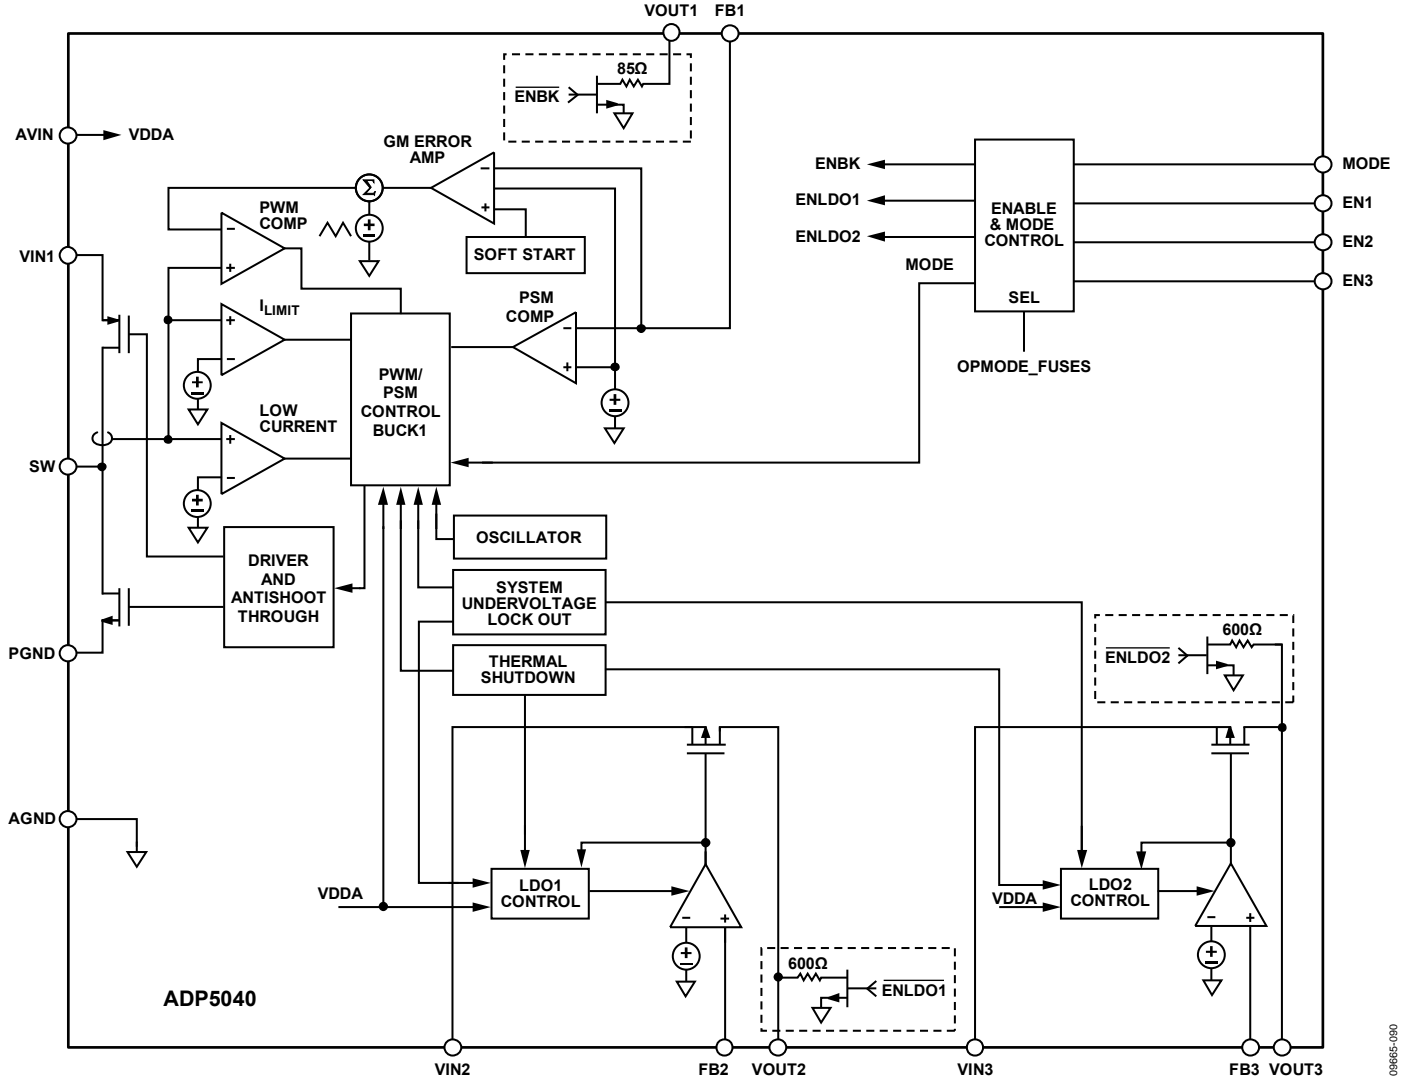 VOUT1 FB1
85Ω
ENBK
AVIN
VDDA
GM ERROR
AMP
ENBK
MODE
ENLDO1
EN1
ENABLE
& MODE
CONTROL
ENLDO2
EN2
PWM
COMP
Σ
SOFT START
VIN1
MODE
EN3
SEL
ILIMIT
PSM
COMP
OPMODE_FUSES
PWM/
PSM
CONTROL
BUCK1
LOW
CURRENT
SW
OSCILLATOR
DRIVER
AND
ANTISHOOT
THROUGH
SYSTEM
UNDERVOLTAGE
LOCK OUT
THERMAL
SHUTDOWN
PGND
600Ω
ENLDO2
AGND
VDDA
LDO1
CONTROL
VDDA
LDO2
CONTROL
600Ω
ENLDO1
ADP5040
VIN2
FB2
VOUT2
VIN3
FB3
VOUT3
09665-090